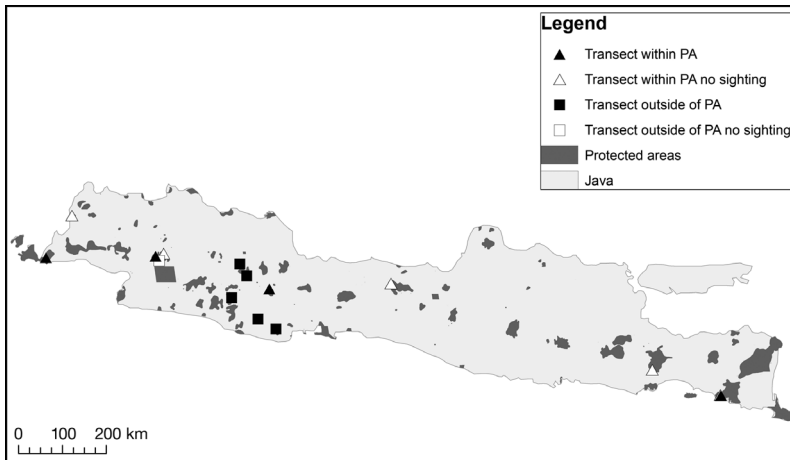 Legend
Transect within PA
Transect within PA no sighting
Transect outside of PA
Transect outside of PA no sighting
Protected areas
Java
0 100 200 km